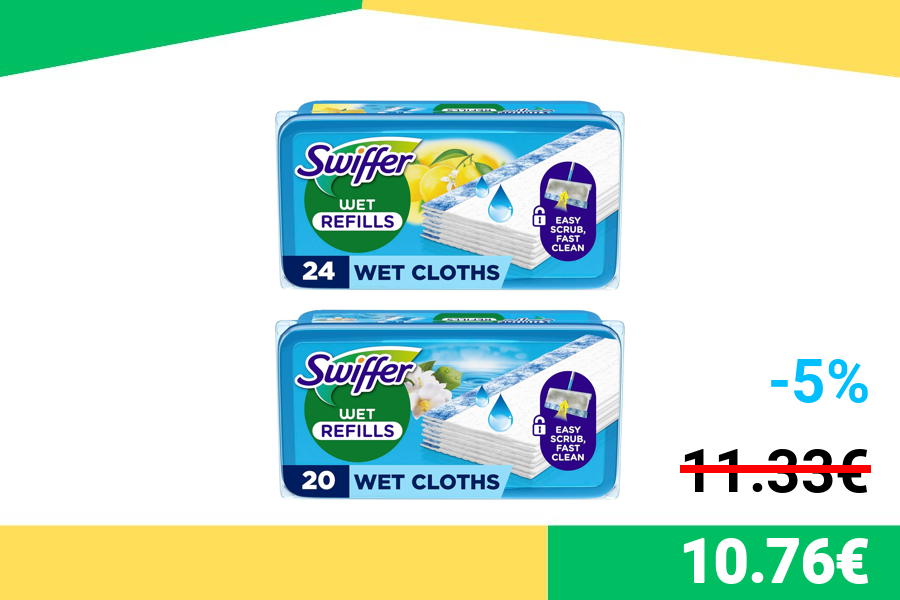 Swiffer
WET
REFILLS
EASY
SCRUB,
FAST
CLEAN
24 WET CLOTHS
Swiffer
WET
REFILLS
EASY
SCRUB,
FAST
CLEAN
20 WET CLOTHS
-5%
11.33€
10.76€